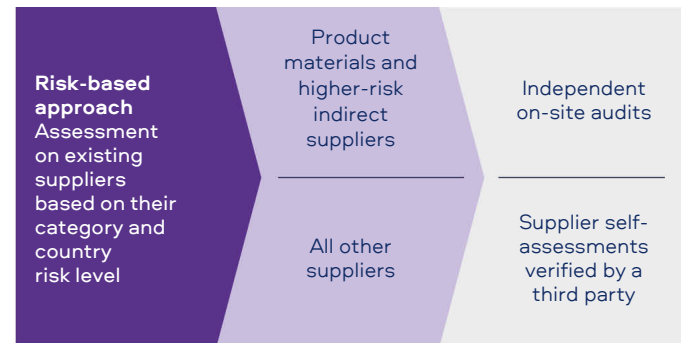 Risk-based
approach
Assessment
on existing
suppliers
based on their
category and
country
risk level
Product
materials and
higher-risk
indirect
suppliers
All other
suppliers
Independent
on-site audits
Supplier self-
assessments
verified by a
third party